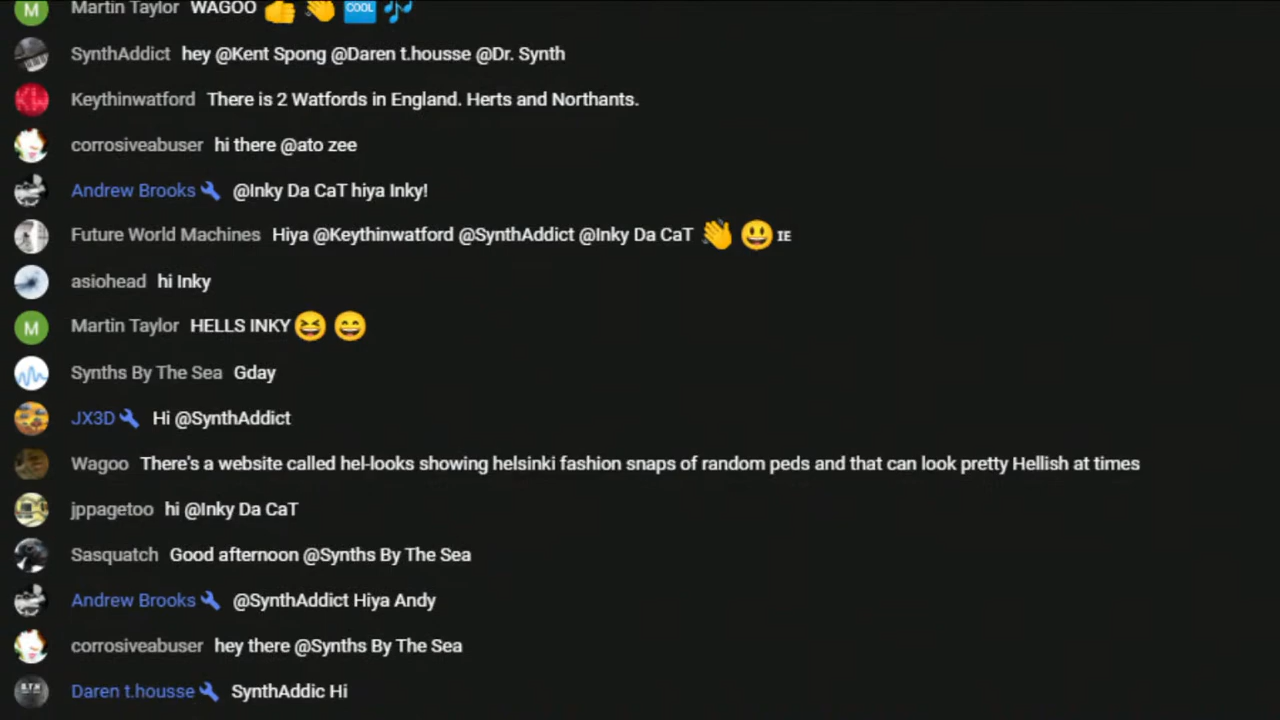 Martin Taylor WAGOO 👍 👋 COOL 🎶
SynthAddict hey @Kent Spong @Daren t.housse @Dr. Synth
Keythinwatford There is 2 Watfords in England. Herts and Northants.
corrosiveabuser hi there @ato zee
Andrew Brooks @Inky Da CaT hiya Inky!
Future World Machines Hiya @Keythinwatford @SynthAddict @Inky Da CaT 👋 😃 IE
asiohead hi Inky
M Martin Taylor HELLS INKY 😆 😄
Synths By The Sea Gday
JX3D Hi @SynthAddict
Wagoo There's a website called hel-looks showing helsinki fashion snaps of random peds and that can look pretty Hellish at times
jppagetoo hi @Inky Da CaT
Sasquatch Good afternoon @Synths By The Sea
Andrew Brooks @SynthAddict Hiya Andy
corrosiveabuser hey there @Synths By The Sea
Daren t.housse SynthAddic Hi